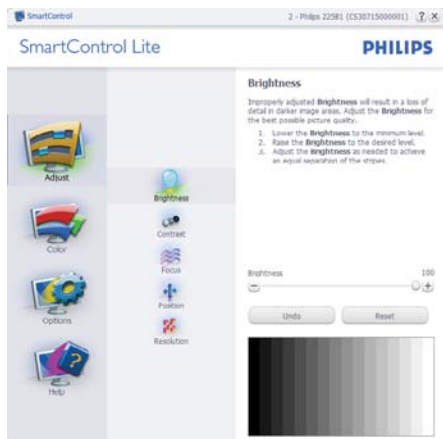 SmartControl
2 - Philips 225B1 (CS30715000001)
SmartControl Lite
PHILIPS
Adjust
Color
Options
Help
Brightness
Contrast
Focus
Position
Resolution
Brightness
Improperly adjusted Brightness will result in a loss of
detail in darker image areas. Adjust the Brightness for
the best possible picture quality.
1. Lower the Brightness to the minimum level.
2. Raise the Brightness to the desired level.
3. Adjust the Brightness as needed to achieve
an equal separation of the stripes.
Brightness 100
Undo Reset